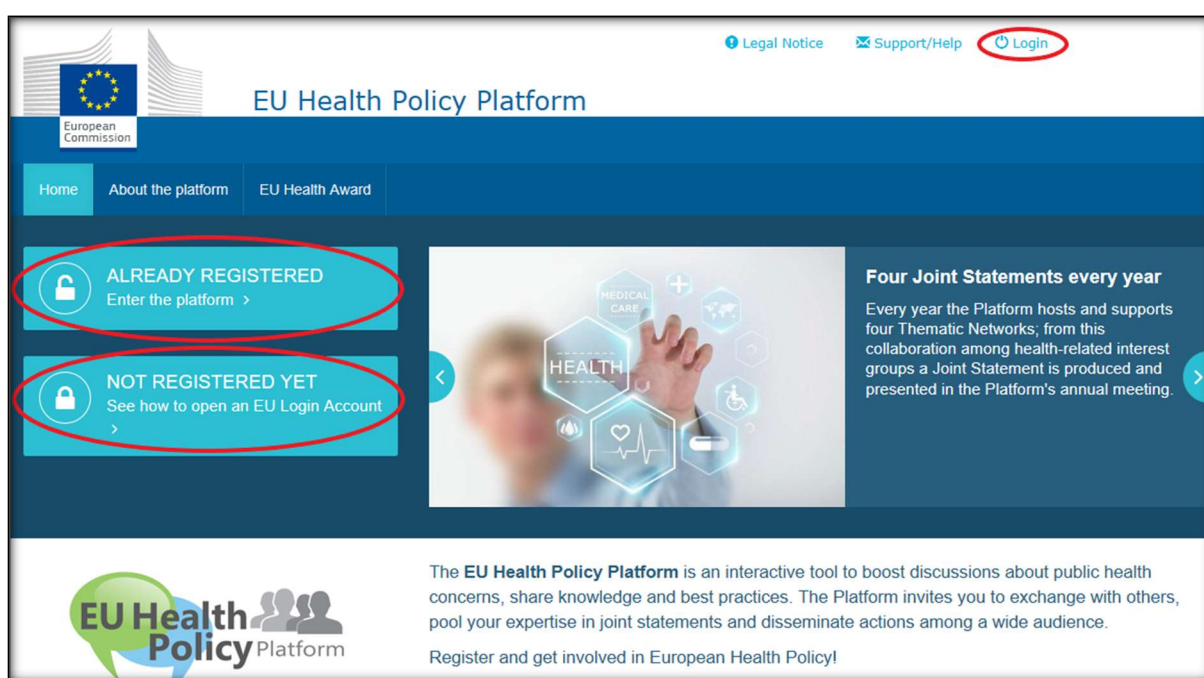 Legal Notice Support/Help Login
EU Health Policy Platform
European
Commission
Home About the platform EU Health Award
ALREADY REGISTERED
Enter the platform >
NOT REGISTERED YET
See how to open an EU Login Account
>
MEDICAL
CARE
HEALTH
Four Joint Statements every year
Every year the Platform hosts and supports
four Thematic Networks; from this
collaboration among health-related interest
groups a Joint Statement is produced and
presented in the Platform's annual meeting.
EU Health
Policy Platform
The EU Health Policy Platform is an interactive tool to boost discussions about public health
concerns, share knowledge and best practices. The Platform invites you to exchange with others,
pool your expertise in joint statements and disseminate actions among a wide audience.
Register and get involved in European Health Policy!